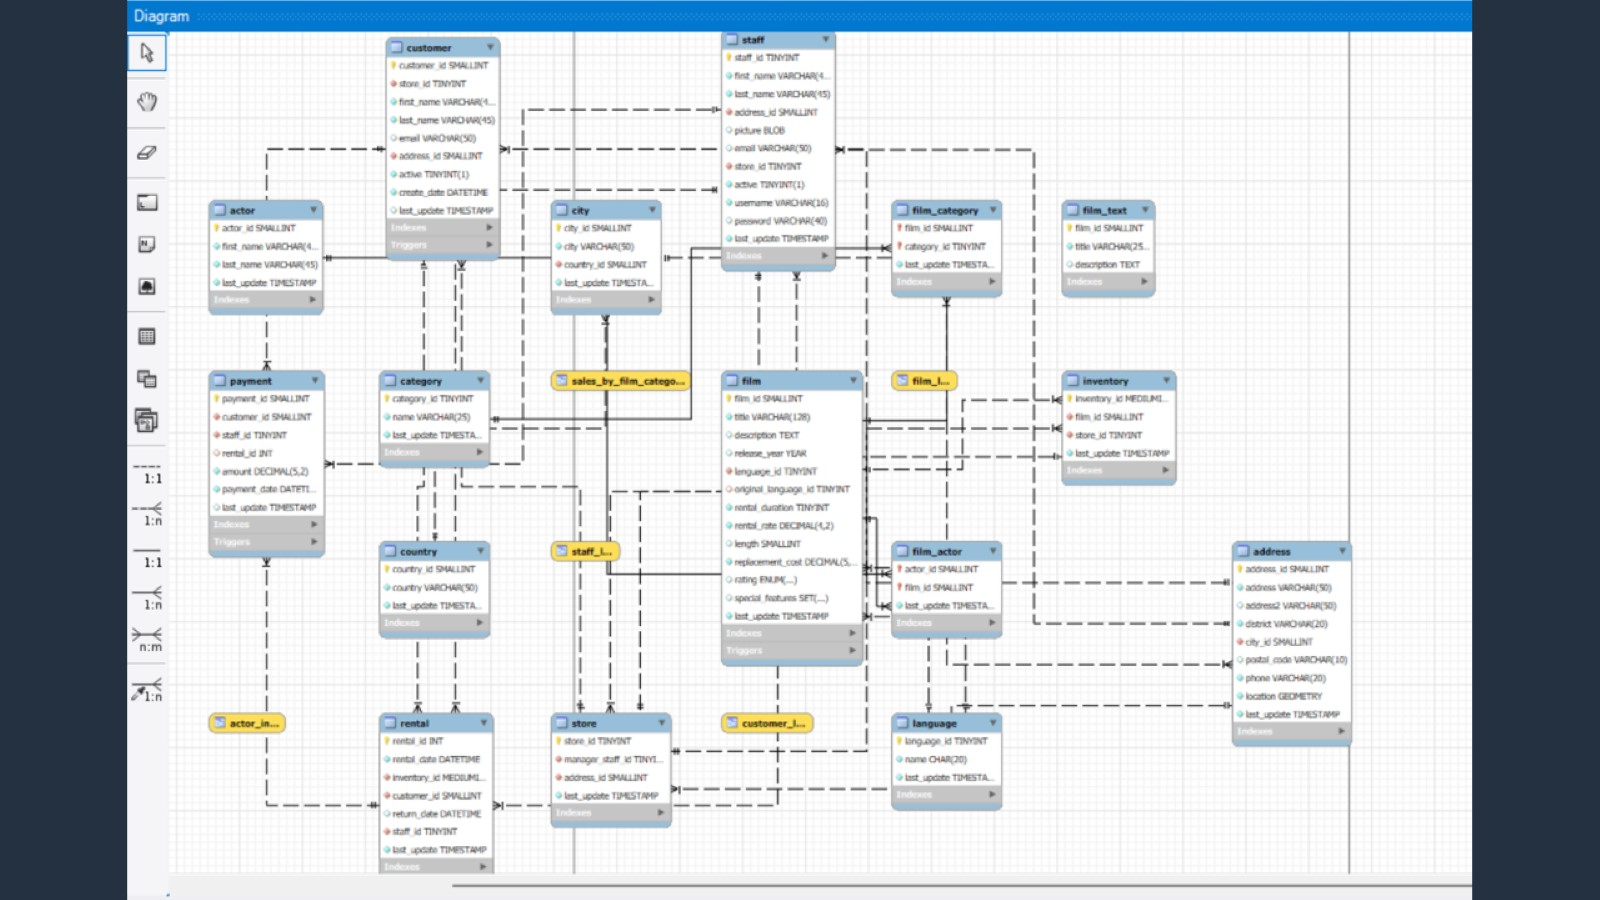 Diagram
customer
customer_id SMALLINT
store_id TINYINT
first_name VARCHAR(4...
last_name VARCHAR(45)
email VARCHAR(50)
address_id SMALLINT
active TINYINT(1)
create_date DATETIME
last_update TIMESTAMP
Indexes
Triggers
staff
staff_id TINYINT
first_name VARCHAR(4...
last_name VARCHAR(45)
address_id SMALLINT
picture BLOB
email VARCHAR(50)
store_id TINYINT
active TINYINT(1)
username VARCHAR(16)
password VARCHAR(40)
last_update TIMESTAMP
Indexes
actor
actor_id SMALLINT
first_name VARCHAR(4...
last_name VARCHAR(45)
last_update TIMESTAMP
Indexes
city
city_id SMALLINT
city VARCHAR(50)
country_id SMALLINT
last_update TIMESTA...
Indexes
film_category
film_id SMALLINT
category_id TINYINT
last_update TIMESTA...
Indexes
film_text
film_id SMALLINT
title VARCHAR(25...
description TEXT
Indexes
payment
payment_id SMALLINT
customer_id SMALLINT
staff_id TINYINT
rental_id INT
amount DECIMAL(5,2)
payment_date DATETI...
last_update TIMESTAMP
Indexes
Triggers
category
category_id TINYINT
name VARCHAR(25)
last_update TIMESTA...
Indexes
sales_by_film_catego...
film
film_id SMALLINT
title VARCHAR(128)
description TEXT
release_year YEAR
language_id TINYINT
original_language_id TINYINT
rental_duration TINYINT
rental_rate DECIMAL(4,2)
length SMALLINT
replacement_cost DECIMAL(5,...
rating ENUM(...)
special_features SET(...)
last_update TIMESTAMP
Indexes
Triggers
film_l...
inventory
inventory_id MEDIUMI...
film_id SMALLINT
store_id TINYINT
last_update TIMESTAMP
Indexes
country
country_id SMALLINT
country VARCHAR(50)
last_update TIMESTA...
Indexes
staff_l...
film_actor
actor_id SMALLINT
film_id SMALLINT
last_update TIMESTA...
Indexes
address
address_id SMALLINT
address VARCHAR(50)
address2 VARCHAR(50)
district VARCHAR(20)
city_id SMALLINT
postal_code VARCHAR(10)
phone VARCHAR(20)
location GEOMETRY
last_update TIMESTAMP
Indexes
actor_in...
rental
rental_id INT
rental_date DATETIME
inventory_id MEDIUMI...
customer_id SMALLINT
return_date DATETIME
staff_id TINYINT
last_update TIMESTAMP
Indexes
store
store_id TINYINT
manager_staff_id TINYI...
address_id SMALLINT
last_update TIMESTAMP
Indexes
customer_l...
language
language_id TINYINT
name CHAR(20)
last_update TIMESTA...
Indexes
1:1
1:n
1:1
1:n
n:m
1:n